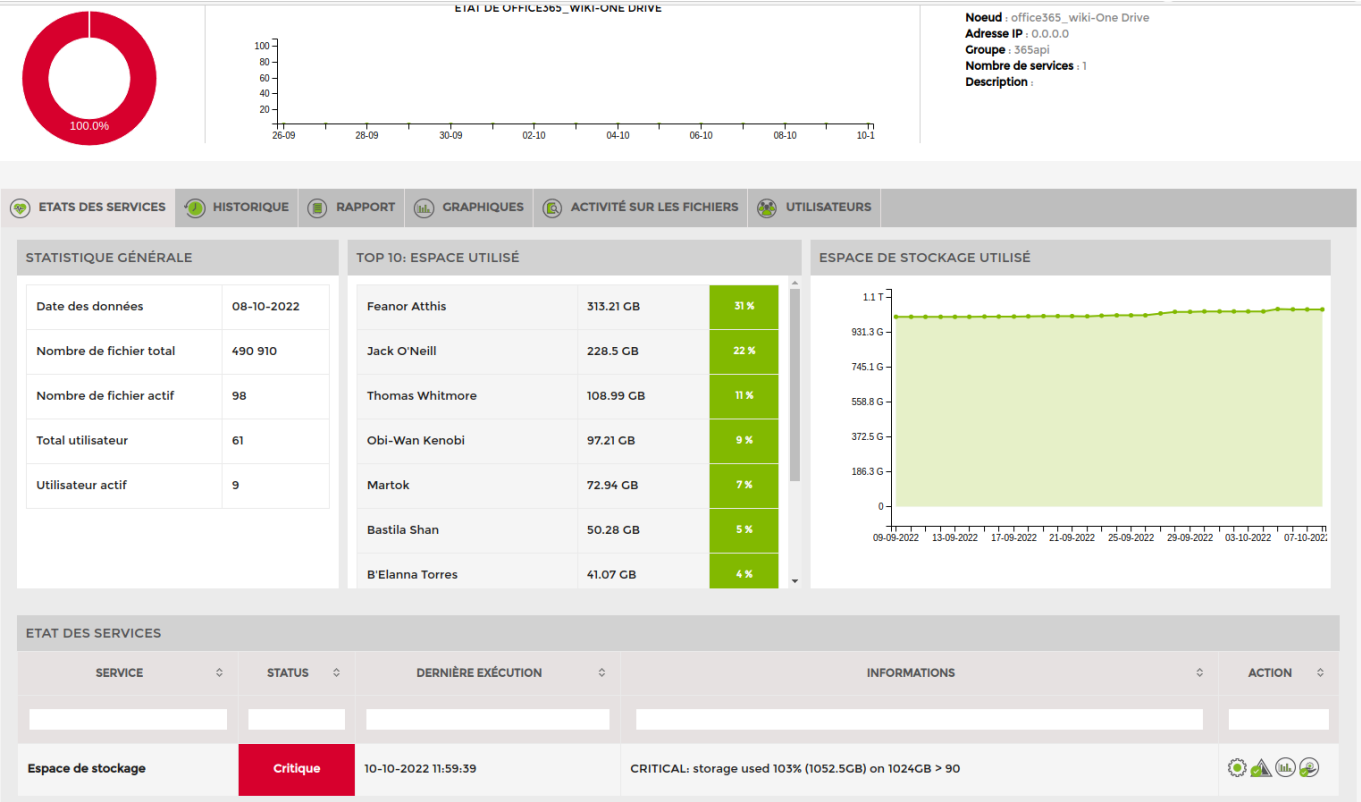 ETAT DE OFFICE365_WIKI-ONE DRIVE
100.0%
100
80
60
40
20
26-09 28-09 30-09 02-10 04-10 06-10 08-10 10-1
Noeud : office365_wiki-One Drive
Adresse IP : 0.0.0.0
Groupe : 365api
Nombre de services : 1
Description :
ETATS DES SERVICES HISTORIQUE RAPPORT GRAPHIQUES ACTIVITÉ SUR LES FICHIERS UTILISATEURS
STATISTIQUE GÉNÉRALE
Date des données 08-10-2022
Nombre de fichier total 490 910
Nombre de fichier actif 98
Total utilisateur 61
Utilisateur actif 9
TOP 10: ESPACE UTILISÉ
Feanor Atthis 313.21 GB 31 %
Jack O'Neill 228.5 GB 22 %
Thomas Whitmore 108.99 GB 11 %
Obi-Wan Kenobi 97.21 GB 9 %
Martok 72.94 GB 7 %
Bastila Shan 50.28 GB 5 %
B'Elanna Torres 41.07 GB 4 %
ESPACE DE STOCKAGE UTILISÉ
1.1 T
931.3 G
745.1 G
558.8 G
372.5 G
186.3 G
0
09-09-2022 13-09-2022 17-09-2022 21-09-2022 25-09-2022 29-09-2022 03-10-2022 07-10-2022
ETAT DES SERVICES
SERVICE STATUS DERNIÈRE EXÉCUTION INFORMATIONS ACTION
Espace de stockage Critique 10-10-2022 11:59:39 CRITICAL: storage used 103% (1052.5GB) on 1024GB > 90